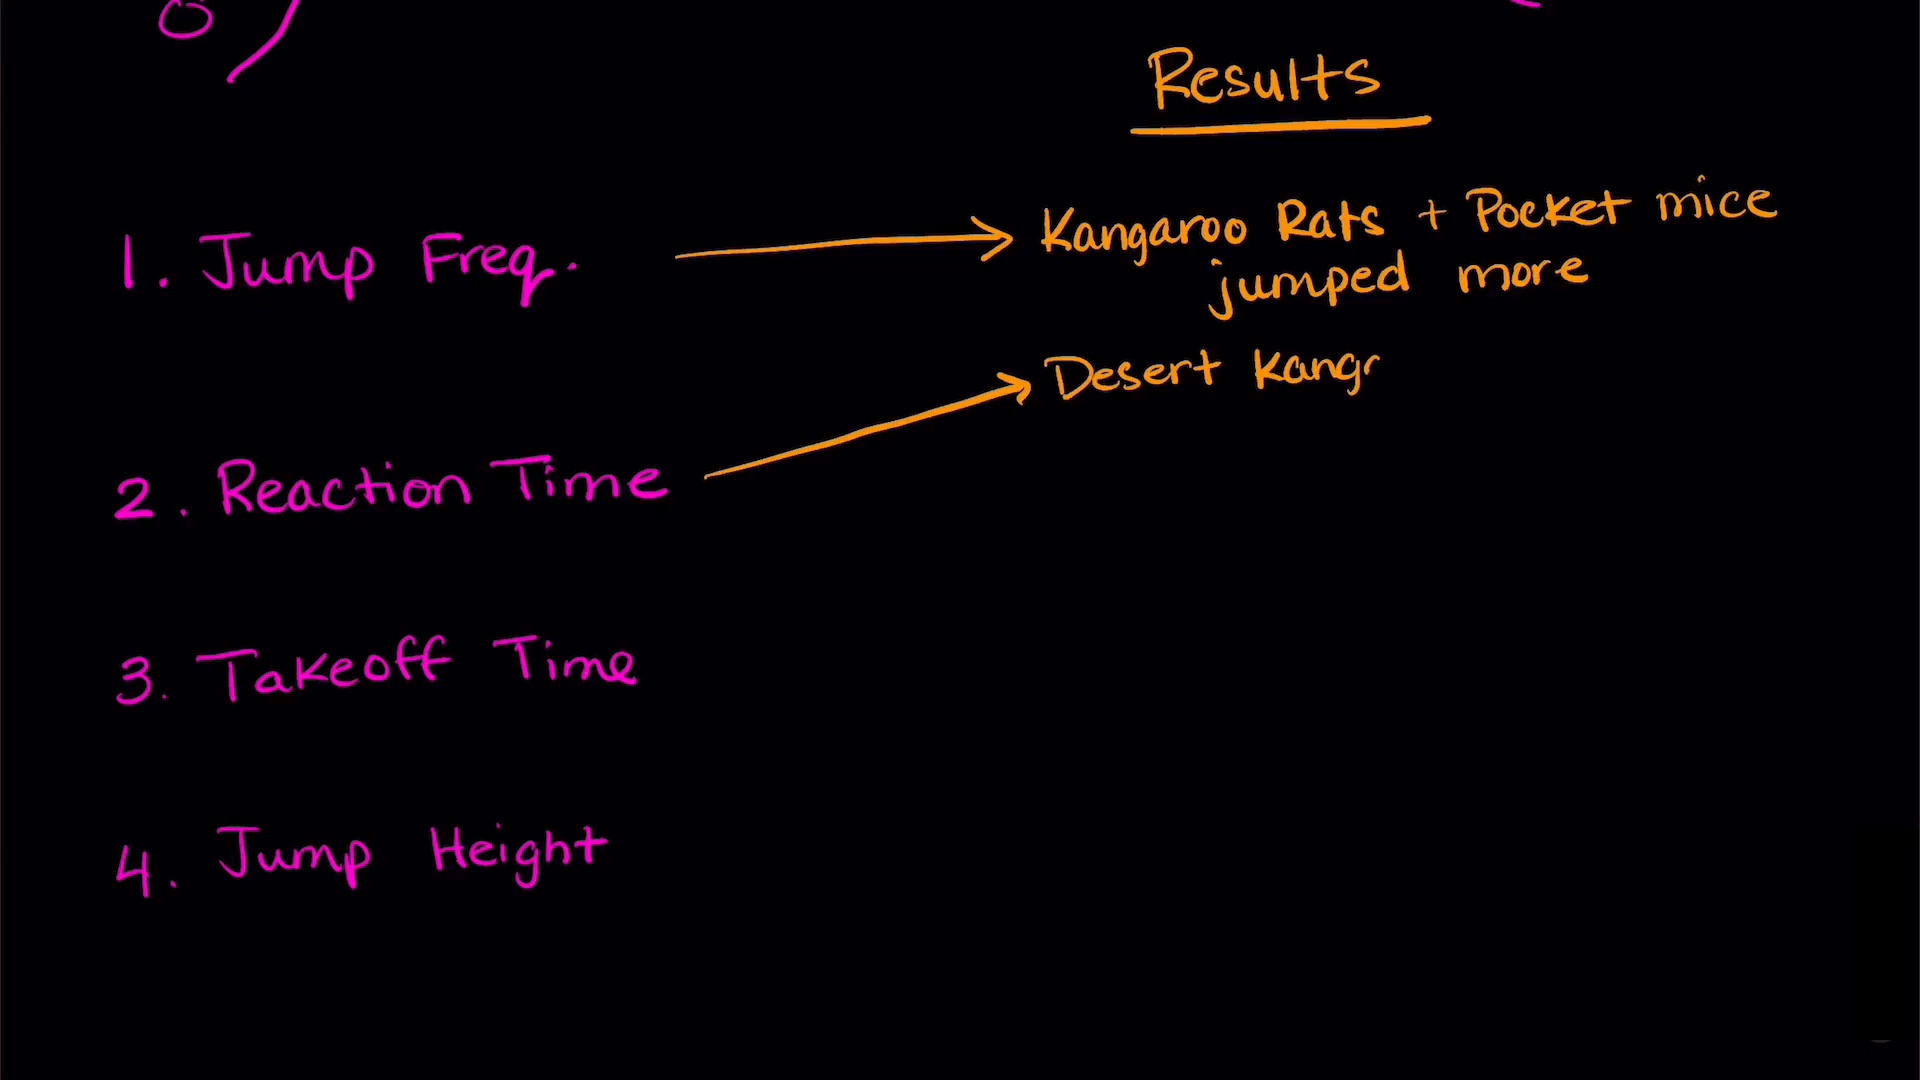 Results
1. Jump Freq.
Kangaroo Rats + Pocket mice
jumped more
Desert Kangr
2. Reaction Time
3. Takeoff Time
4. Jump Height